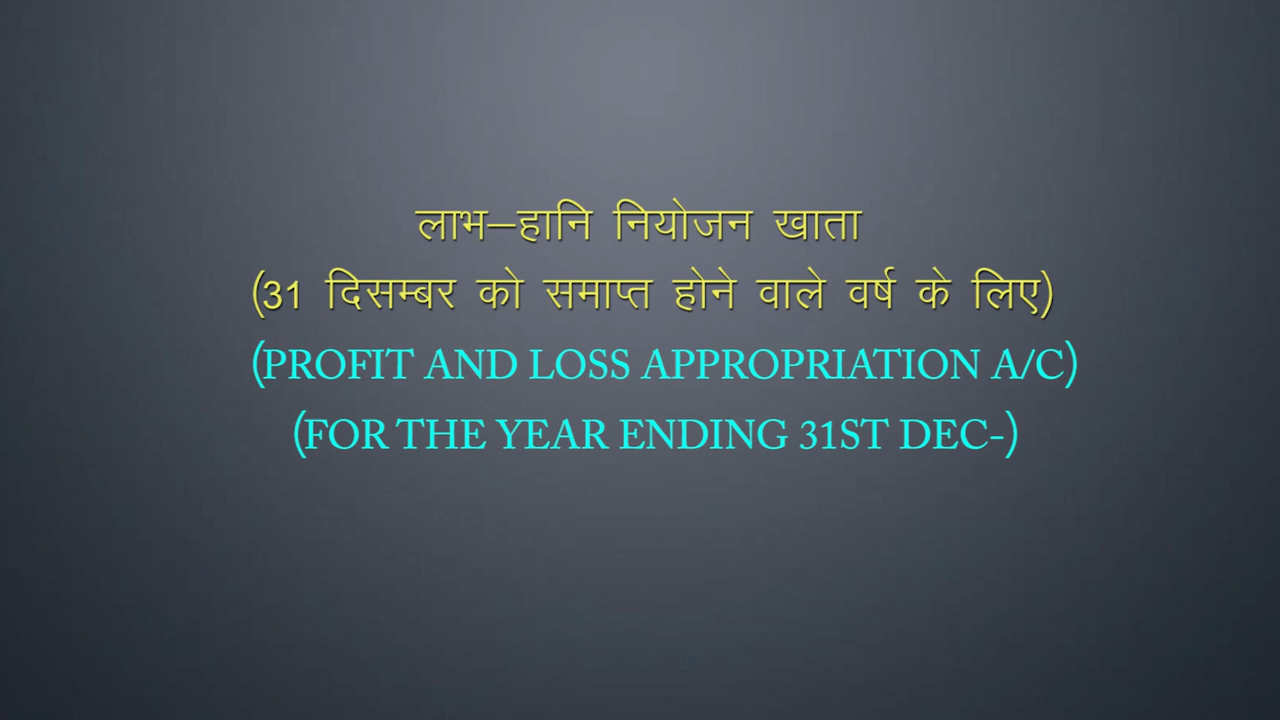 लाभ–हानि नियोजन खाता
(31 दिसम्बर को समाप्त होने वाले वर्ष के लिए)
(PROFIT AND LOSS APPROPRIATION A/C)
(FOR THE YEAR ENDING 31ST DEC-)